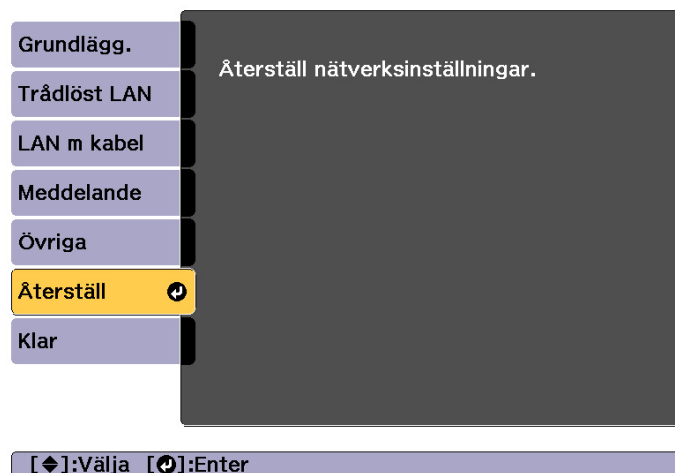 Grundlägg.
Trådlöst LAN
LAN m kabel
Meddelande
Övriga
Återställ
Klar
Återställ nätverksinställningar.
[◆]:Välja [↵]:Enter